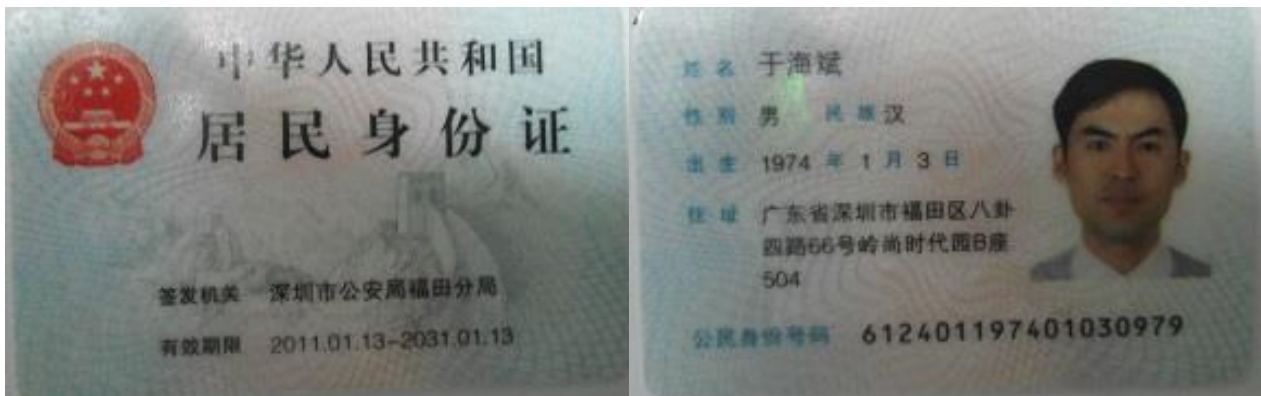 中华人民共和国
居民身份证
签发机关 深圳市公安局福田分局
有效期限 2011.01.13-2031.01.13
姓名 于海斌
性别 男 民族 汉
出生 1974 年 1 月 3 日
住址 广东省深圳市福田区八卦
四路66号岭尚时代园B座
504
公民身份号码 612401197401030979